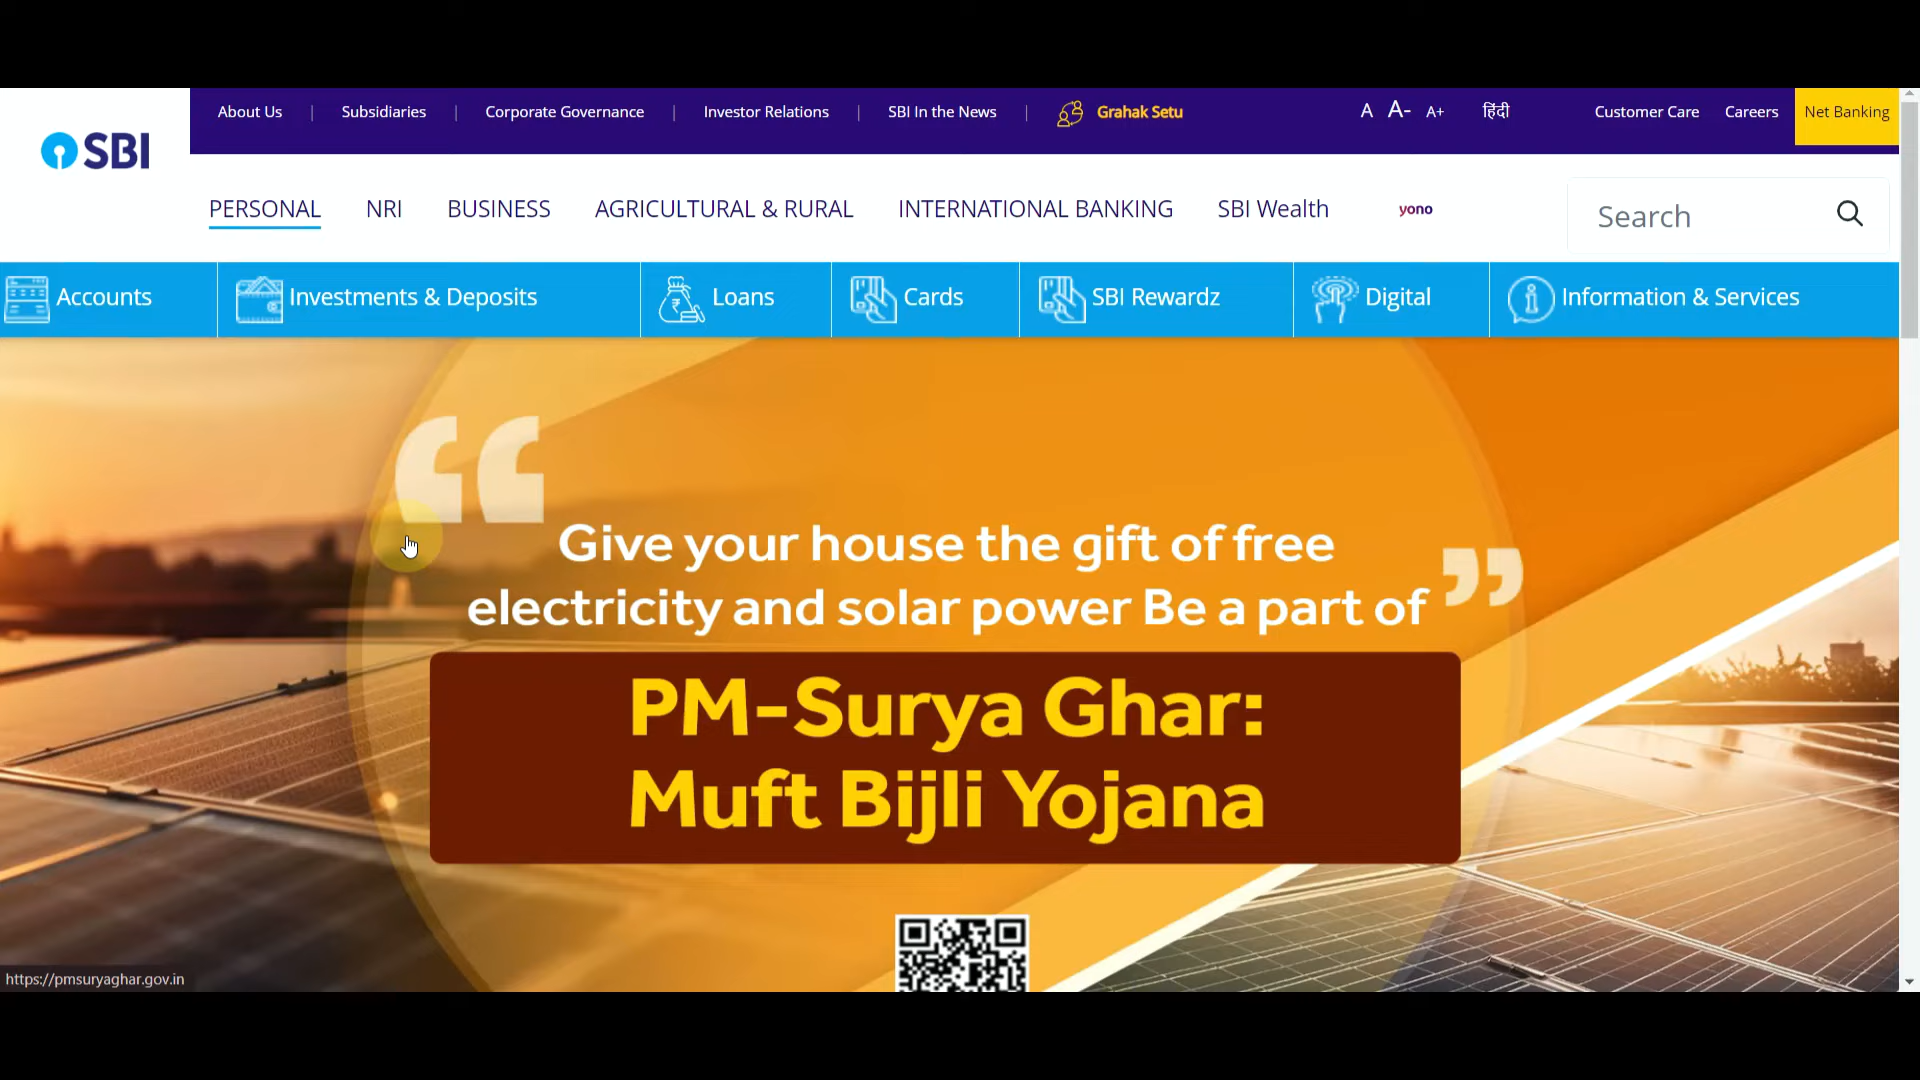 About Us | Subsidiaries | Corporate Governance | Investor Relations | SBI In the News | Grahak Setu A A- A+ हिंदी Customer Care Careers Net Banking
SBI
PERSONAL NRI BUSINESS AGRICULTURAL & RURAL INTERNATIONAL BANKING SBI Wealth yono Search
Accounts Investments & Deposits Loans Cards SBI Rewardz Digital Information & Services
“ Give your house the gift of free
electricity and solar power Be a part of ”
PM-Surya Ghar:
Muft Bijli Yojana
https://pmsuryaghar.gov.in